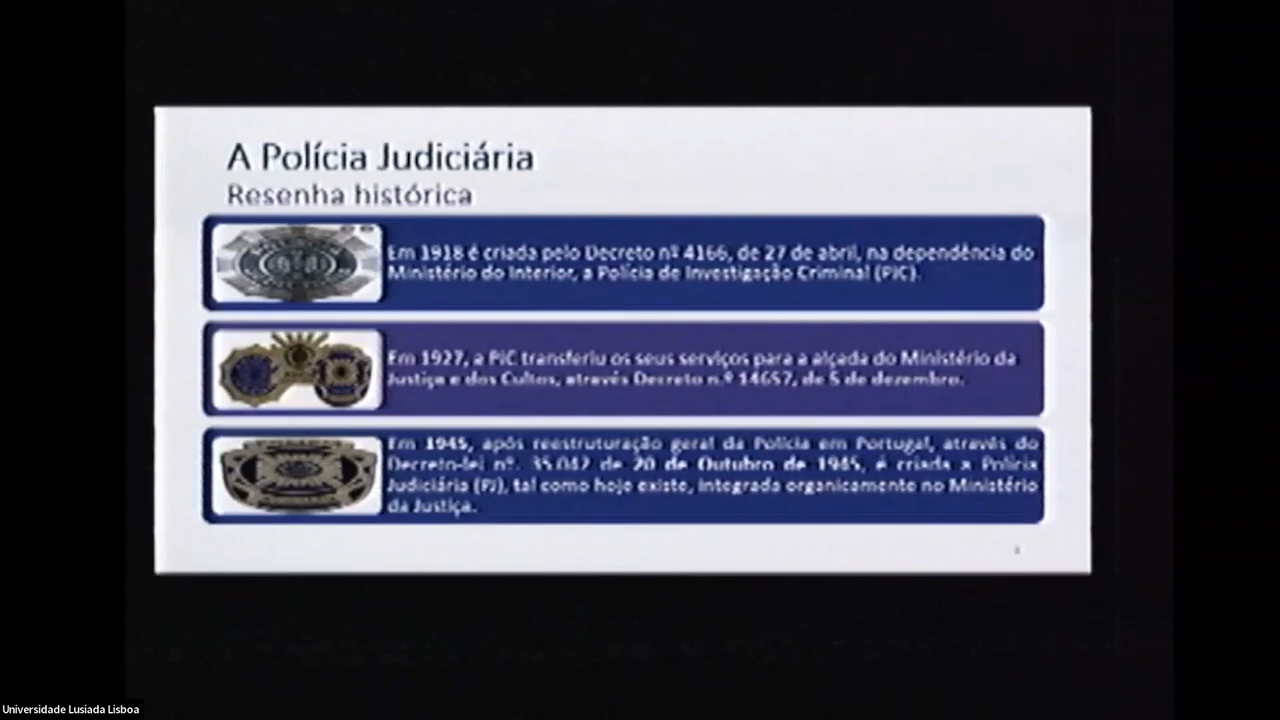 A Polícia Judiciária
Resenha histórica
Em 1918 é criada pelo Decreto nº 4166, de 27 de abril, na dependência do
Ministério do Interior, a Polícia de Investigação Criminal (PIC).
Em 1927, a PIC transferiu os seus serviços para a alçada do Ministério da
Justiça e dos Cultos, através Decreto n.º 14657, de 5 de dezembro.
Em 1945, após reestruturação geral da Polícia em Portugal, através do
Decreto-lei nº. 35.042 de 20 de Outubro de 1945, é criada a Polícia
Judiciária (PJ), tal como hoje existe, integrada organicamente no Ministério
da Justiça.
Universidade Lusiada Lisboa